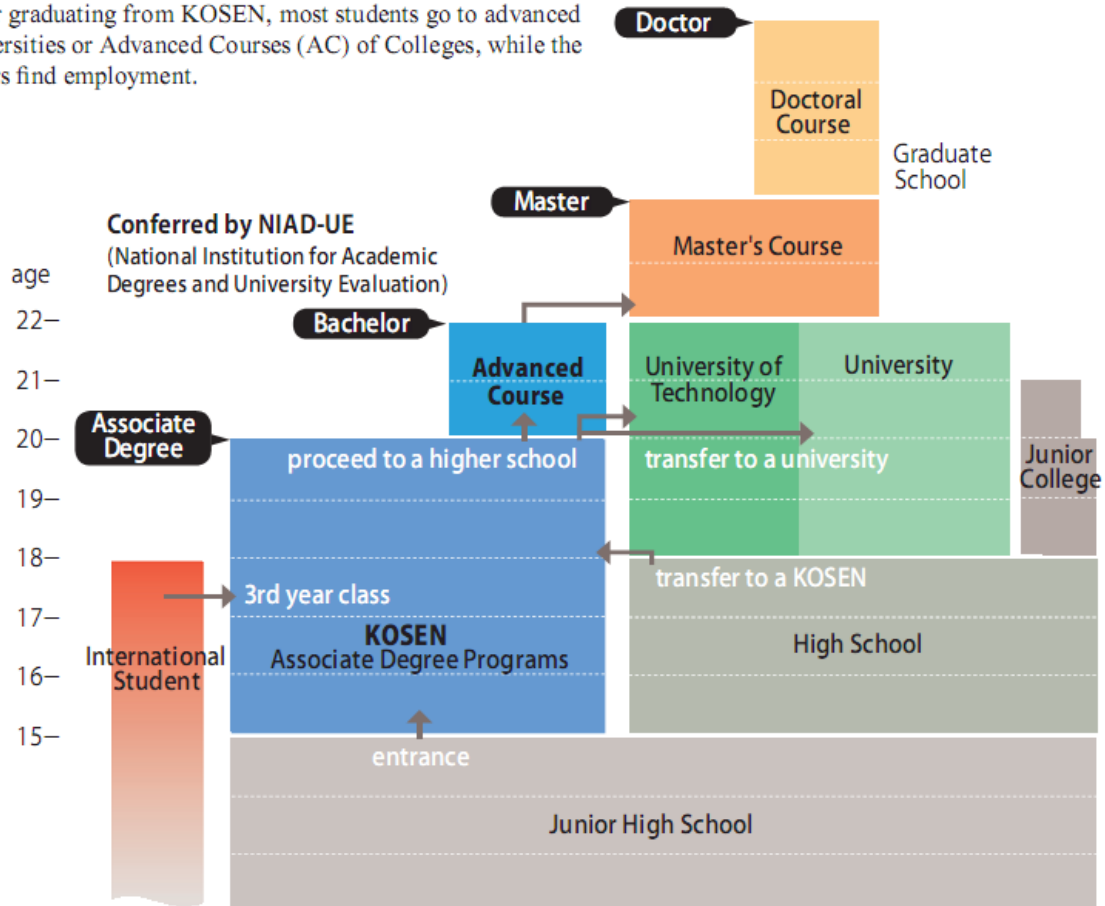 graduating from KOSEN, most students go to advanced
or Advanced Courses (AC) of Colleges, while the
find employment.
Doctor
Doctoral
Course
Graduate
School
Master
Master's Course
Conferred by NIAD-UE
(National Institution for Academic
Degrees and University Evaluation)
age
22
Bachelor
Advanced
Course
University of
Technology
University
21
20
Associate
Degree
proceed to a higher school
transfer to a university
Junior
College
19
18
transfer to a KOSEN
3rd year class
17
KOSEN
Associate Degree Programs
High School
International
Student
16
15
entrance
Junior High School